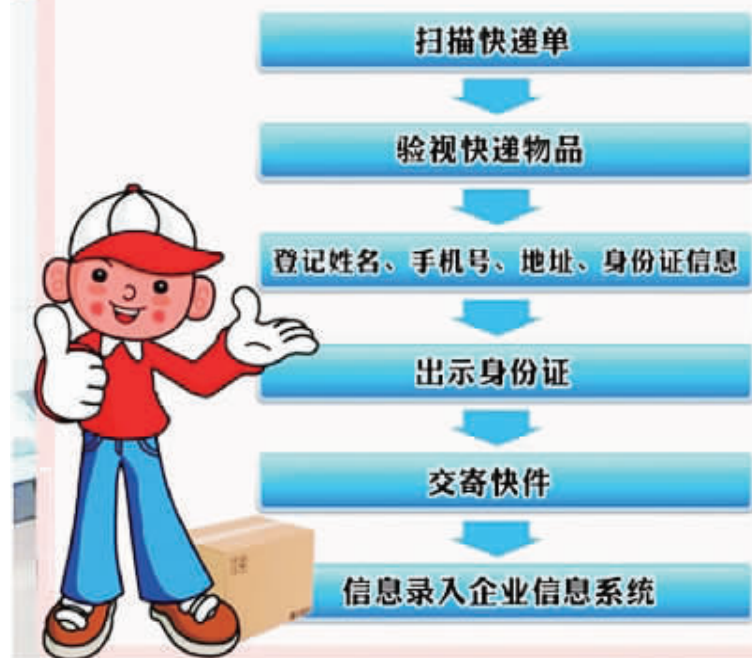 扫描快递单
验视快递物品
登记姓名、手机号、地址、身份证信息
出示身份证
交寄快件
信息录入企业信息系统